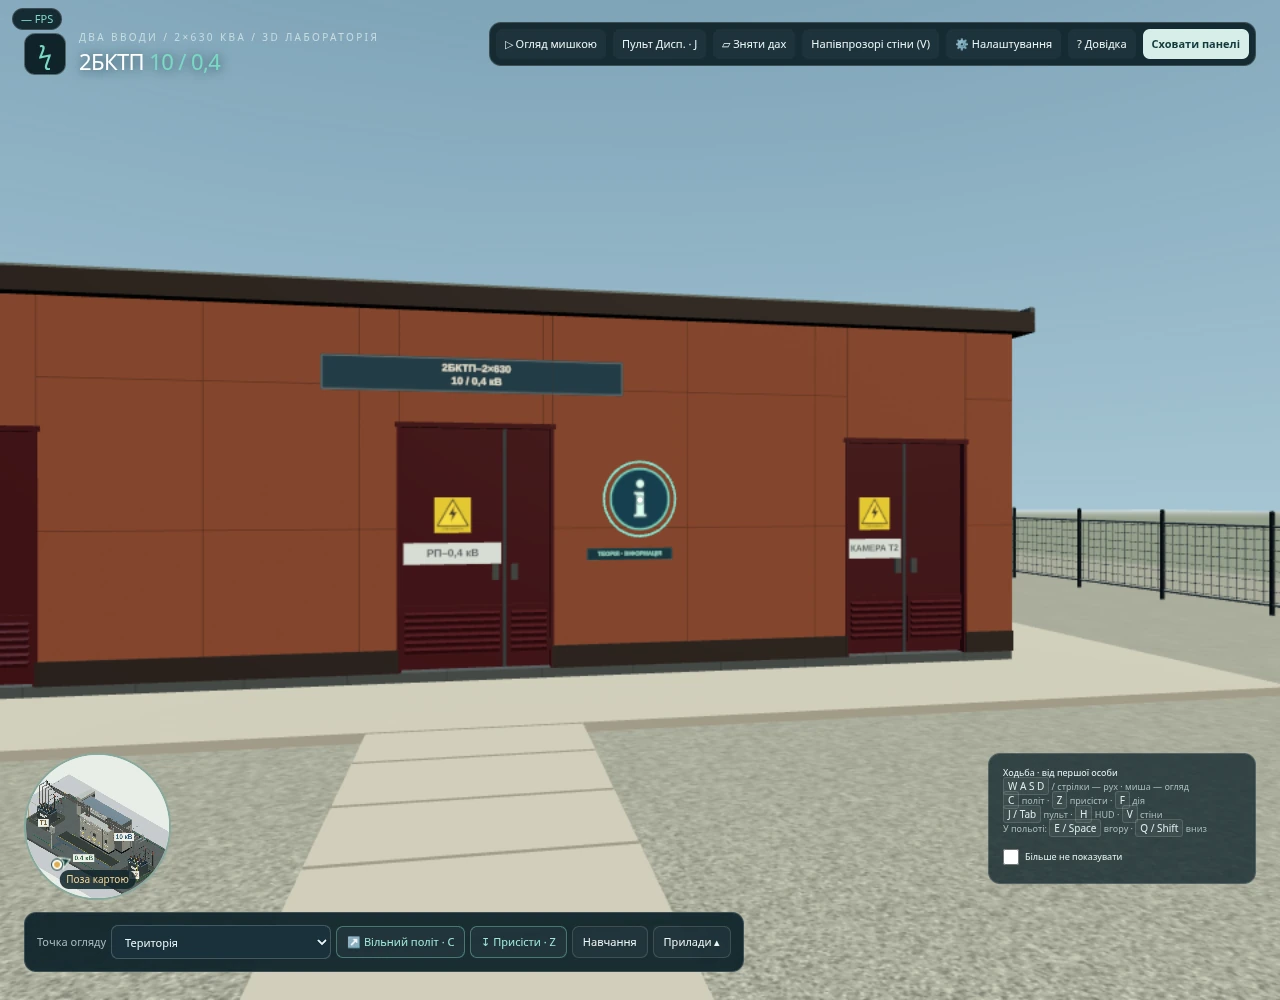 — FPS
ДВА ВВОДИ / 2×630 КВА / 3D ЛАБОРАТОРІЯ
2БКТП 10 / 0,4
▷ Огляд мишкою
Пульт Дисп. · J
▱ Зняти дах
Напівпрозорі стіни (V)
⚙️ Налаштування
? Довідка
Сховати панелі
2БКТП–2×630
10 / 0,4 кВ
РП–0,4 кВ
ТЕОРІЯ · ІНФОРМАЦІЯ
КАМЕРА Т2
Т1
10 кВ
0.4 кВ
Поза картою
Ходьба · від першої особи
W A S D / стрілки — рух · миша — огляд
C політ · Z присісти · F дія
J / Tab пульт · H HUD · V стіни
У польоті: E / Space вгору · Q / Shift вниз
Більше не показувати
Точка огляду
Територія
↗️ Вільний політ · C
↧ Присісти · Z
Навчання
Прилади ▴